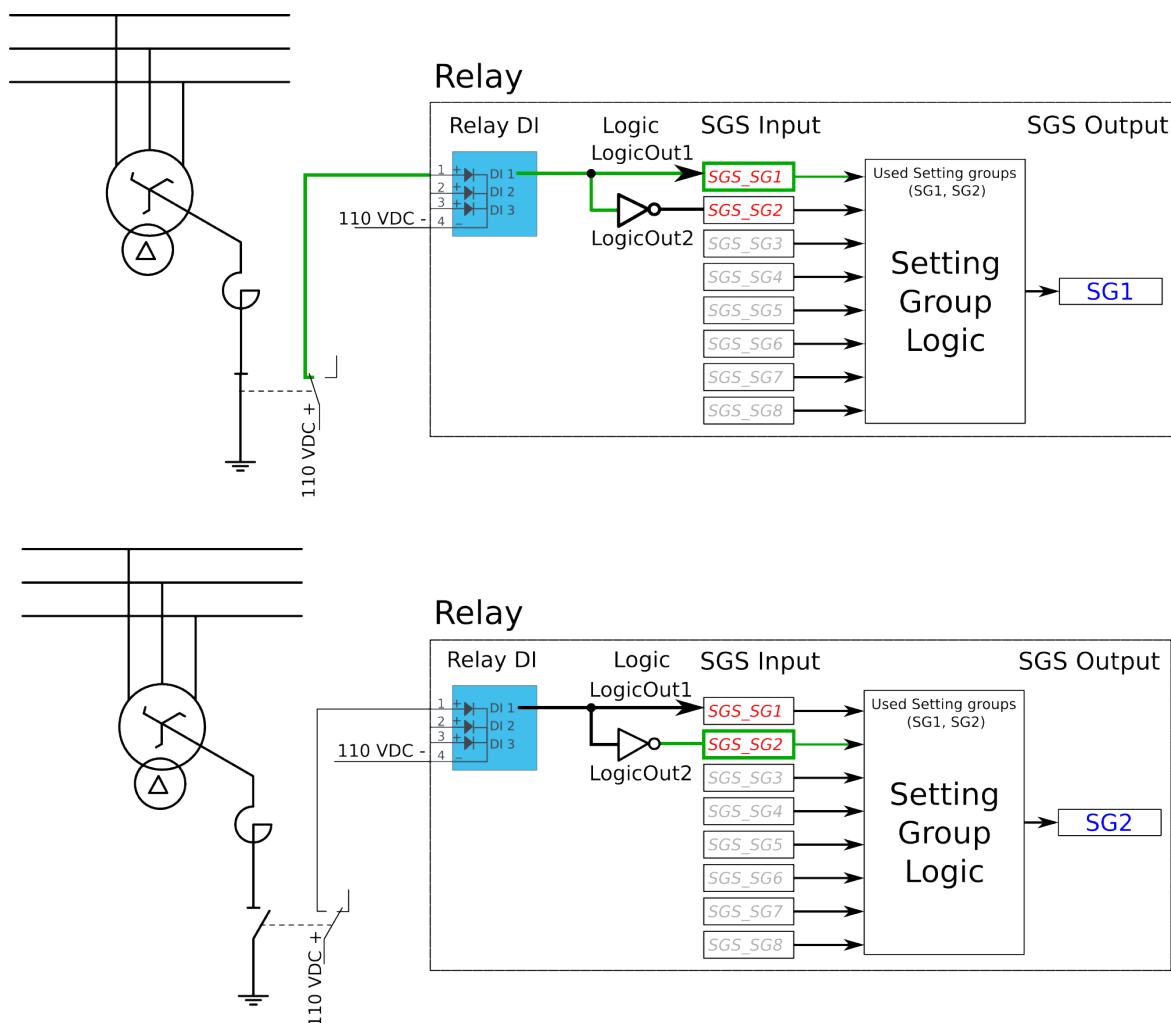 Relay
Relay DI
Logic
SGS Input
SGS Output
LogicOut1
1 +
2 +
3 +
4 −
DI 1
DI 2
DI 3
110 VDC -
LogicOut2
110 VDC +
SGS_SG1
SGS_SG2
SGS_SG3
SGS_SG4
SGS_SG5
SGS_SG6
SGS_SG7
SGS_SG8
Used Setting groups
(SG1, SG2)
Setting
Group
Logic
SG1
Relay
Relay DI
Logic
SGS Input
SGS Output
LogicOut1
1 +
2 +
3 +
4 −
DI 1
DI 2
DI 3
110 VDC -
LogicOut2
110 VDC +
SGS_SG1
SGS_SG2
SGS_SG3
SGS_SG4
SGS_SG5
SGS_SG6
SGS_SG7
SGS_SG8
Used Setting groups
(SG1, SG2)
Setting
Group
Logic
SG2